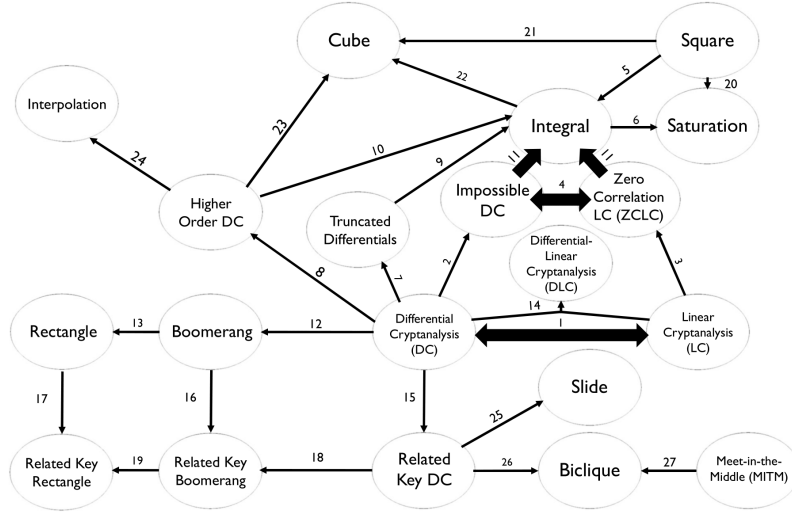 21
Cube
Square
5
20
22
Interpolation
23
10
9
Integral
6
Saturation
24
11
11
Higher
Order DC
Truncated
Differentials
Impossible
DC
4
Zero
Correlation
LC (ZCLC)
8
7
2
Differential-
Linear
Cryptanalysis
(DLC)
3
Rectangle
13
Boomerang
12
Differential
Cryptanalysis
(DC)
14
1
Linear
Cryptanalysis
(LC)
17
16
15
25
Slide
Related Key
Rectangle
19
Related Key
Boomerang
18
Related
Key DC
26
Biclique
27
Meet-in-the-
Middle (MITM)